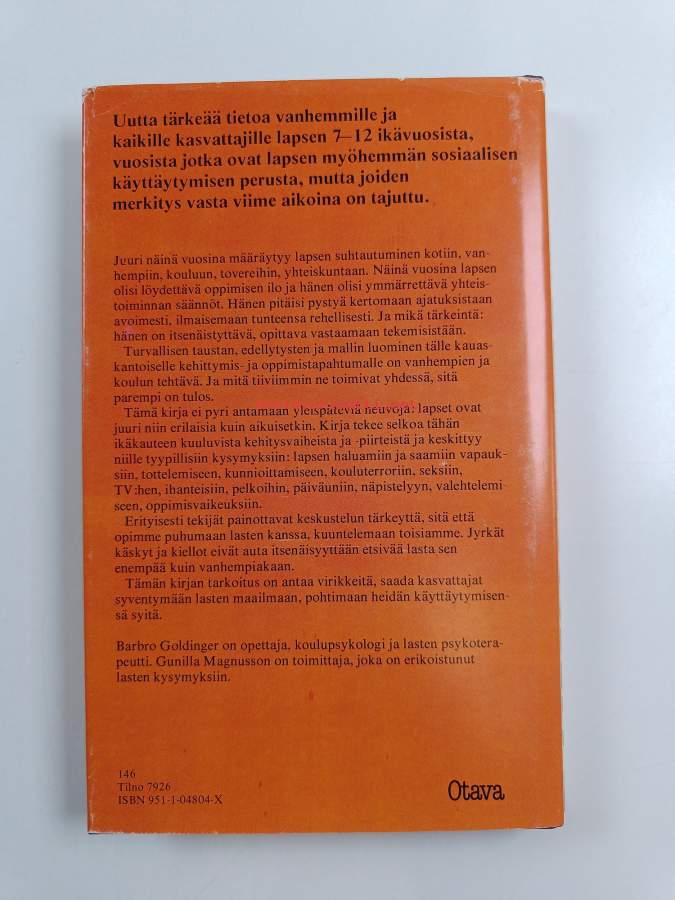 Uutta tärkeää tietoa vanhemmille ja
kaikille kasvattajille lapsen 7—12 ikävuosista,
vuosista jotka ovat lapsen myöhemmän sosiaalisen
käyttäytymisen perusta, mutta joiden
merkitys vasta viime aikoina on tajuttu.
Juuri näinä vuosina määräytyy lapsen suhtautuminen kotiin, van-
hempiin, kouluun, tovereihin, yhteiskuntaan. Näinä vuosina lapsen
olisi löydettävä oppimisen ilo ja hänen olisi ymmärrettävä yhteis-
toiminnan säännöt. Hänen pitäisi pystyä kertomaan ajatuksistaan
avoimesti, ilmaisemaan tunteensa rehellisesti. Ja mikä tärkeintä:
hänen on itsenäistyttävä, opittava vastaamaan tekemisistään.
Turvallisen taustan, edellytysten ja mallin luominen tälle kauas-
kantoiselle kehittymis- ja oppimistapahtumalle on vanhempien ja
koulun tehtävä. Ja mitä tiiviimmin ne toimivat yhdessä, sitä
parempi on tulos.
Tämä kirja ei pyri antamaan yleispäteviä neuvoja: lapset ovat
juuri niin erilaisia kuin aikuisetkin. Kirja tekee selkoa tähän
ikäkauteen kuuluvista kehitysvaiheista ja -piirteistä ja keskittyy
niille tyypillisiin kysymyksiin: lapsen haluamiin ja saamiin vapauk-
siin, tottelemiseen, kunnioittamiseen, kouluterroriin, seksiin,
TV:hen, ihanteisiin, pelkoihin, päiväuniin, näpistelyyn, valehtelemi
seen, oppimisvaikeuksiin.
Erityisesti tekijät painottavat keskustelun tärkeyttä, sitä että
opimme puhumaan lasten kanssa, kuuntelemaan toisiamme. Jyrkät
käskyt ja kiellot eivät auta itsenäisyyttään etsivää lasta sen
enempää kuin vanhempiakaan.
Tämän kirjan tarkoitus on antaa virikkeitä, saada kasvattajat
syventymään lasten maailmaan, pohtimaan heidän käyttäytymisen-
sä syitä.
Barbro Goldinger on opettaja, koulupsykologi ja lasten psykotera-
peutti. Gunilla Magnusson on toimittaja, joka on erikoistunut
lasten kysymyksiin.
146
Tilno 7926
ISBN 951-1-04804-X
Otava